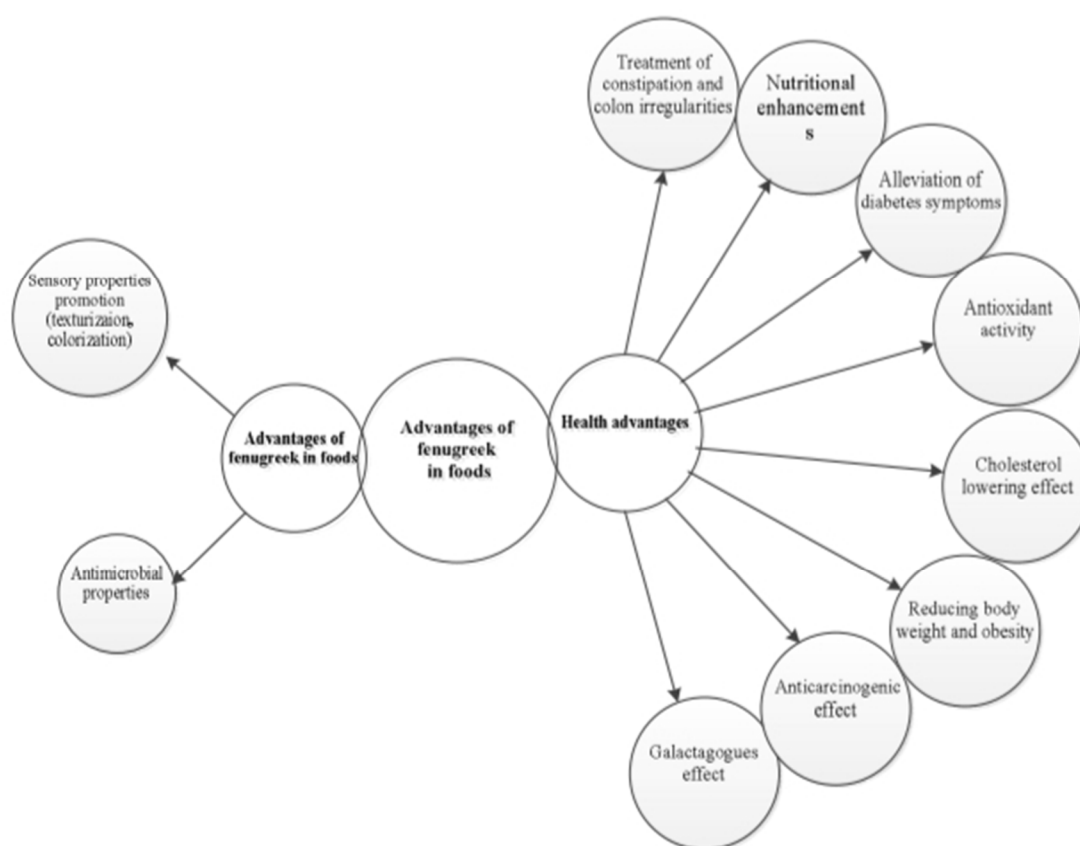 Treatment of
constipation and
colon irregularities
Nutritional
enhancement
s
Alleviation of
diabetes symptoms
Antioxidant
activity
Cholesterol
lowering effect
Reducing body
weight and obesity
Anticarcinogenic
effect
Galactagogues
effect
Health advantages
Advantages of
fenugreek
in foods
Advantages of
fenugreek in foods
Sensory properties
promotion
(texturizaion,
colorization)
Antimicrobial
properties